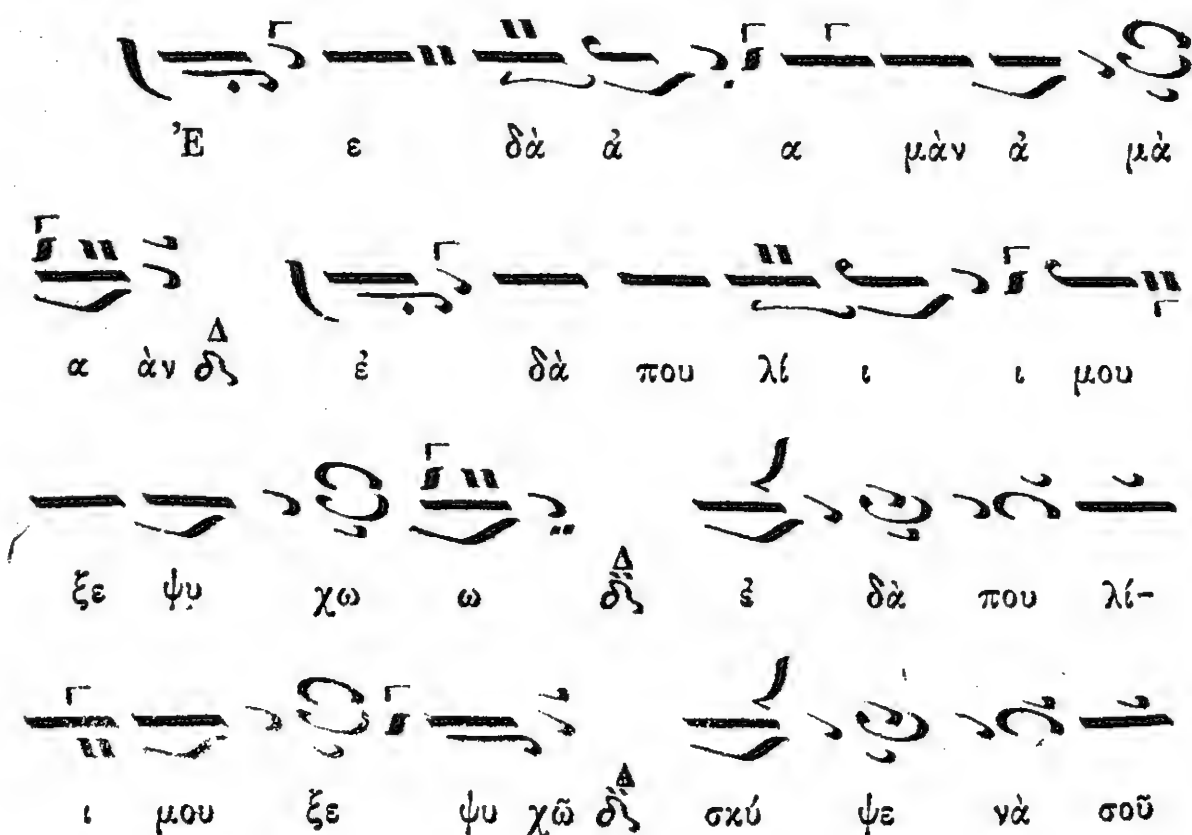 Ἐ ε δὰ ἀ α μὰν ἀ μὰ
α ὰν Δ ἐ δὰ που λί ι ι μου
ξε ψυ χω ω Δ ἐ δὰ που λί-
ι μου ξε ψυ χῶ Δ σκύ ψε νὰ σοῦ